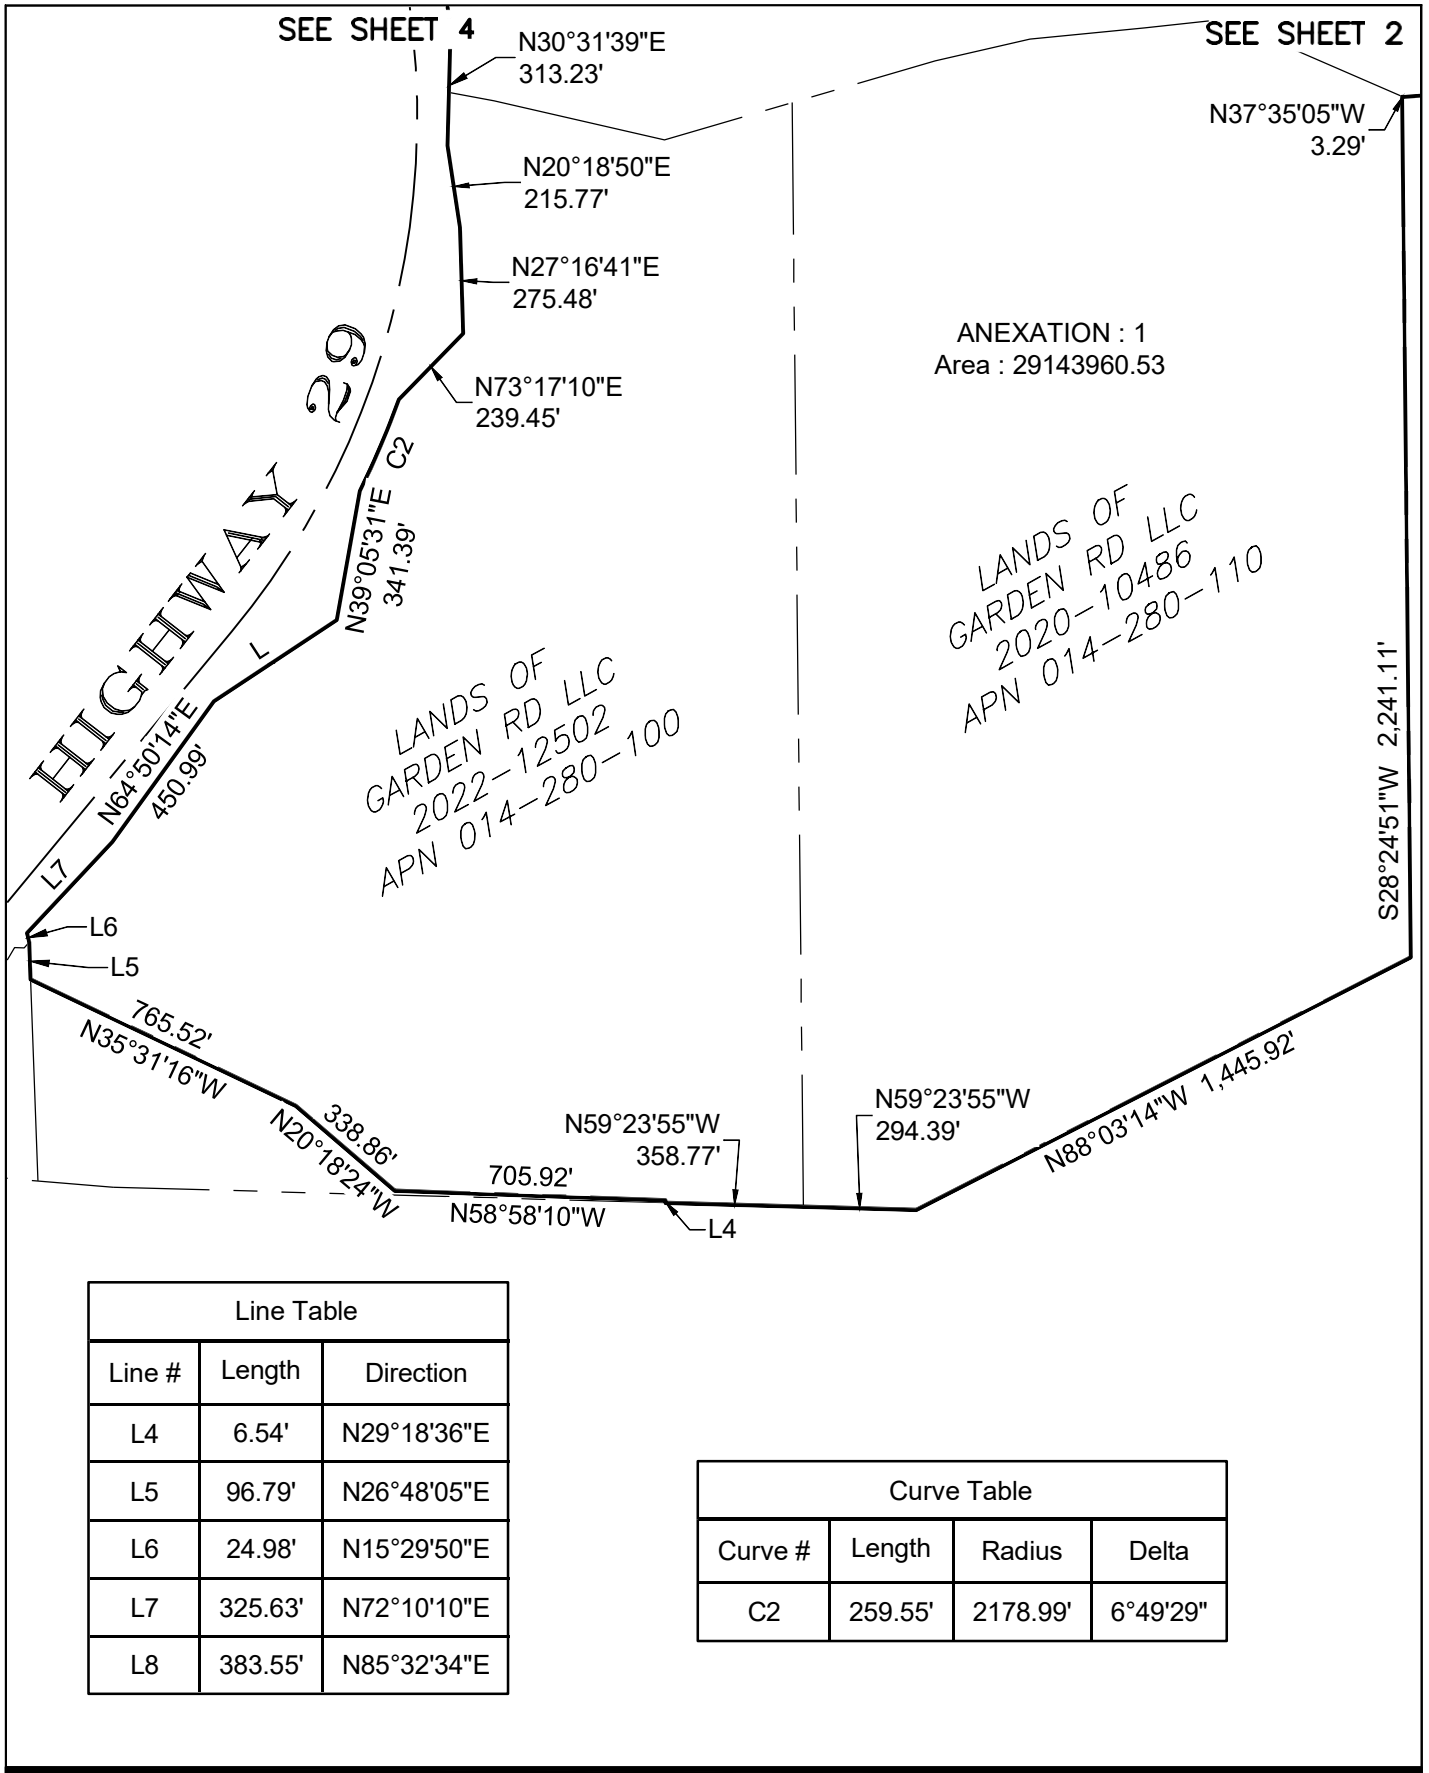 SEE SHEET 4
SEE SHEET 2
N30°31'39"E
313.23'
N37°35'05"W
3.29'
N20°18'50"E
215.77'
N27°16'41"E
275.48'
ANEXATION : 1
Area : 29143960.53
N73°17'10"E
239.45'
HIGHWAY 29
C2
N39°05'31"E
341.39'
L
LANDS OF
GARDEN RD LLC
2020-10486
APN 014-280-110
LANDS OF
GARDEN RD LLC
2022-12502
APN 014-280-100
S28°24'51"W 2,241.11'
N64°50'14"E
450.99'
L7
L6
L5
765.52'
N35°31'16"W
338.86'
N20°18'24"W
705.92'
N58°58'10"W
N59°23'55"W
358.77'
L4
N59°23'55"W
294.39'
N88°03'14"W 1,445.92'
Line Table
Line # Length Direction
L4 6.54' N29°18'36"E
L5 96.79' N26°48'05"E
L6 24.98' N15°29'50"E
L7 325.63' N72°10'10"E
L8 383.55' N85°32'34"E
Curve Table
Curve # Length Radius Delta
C2 259.55' 2178.99' 6°49'29"